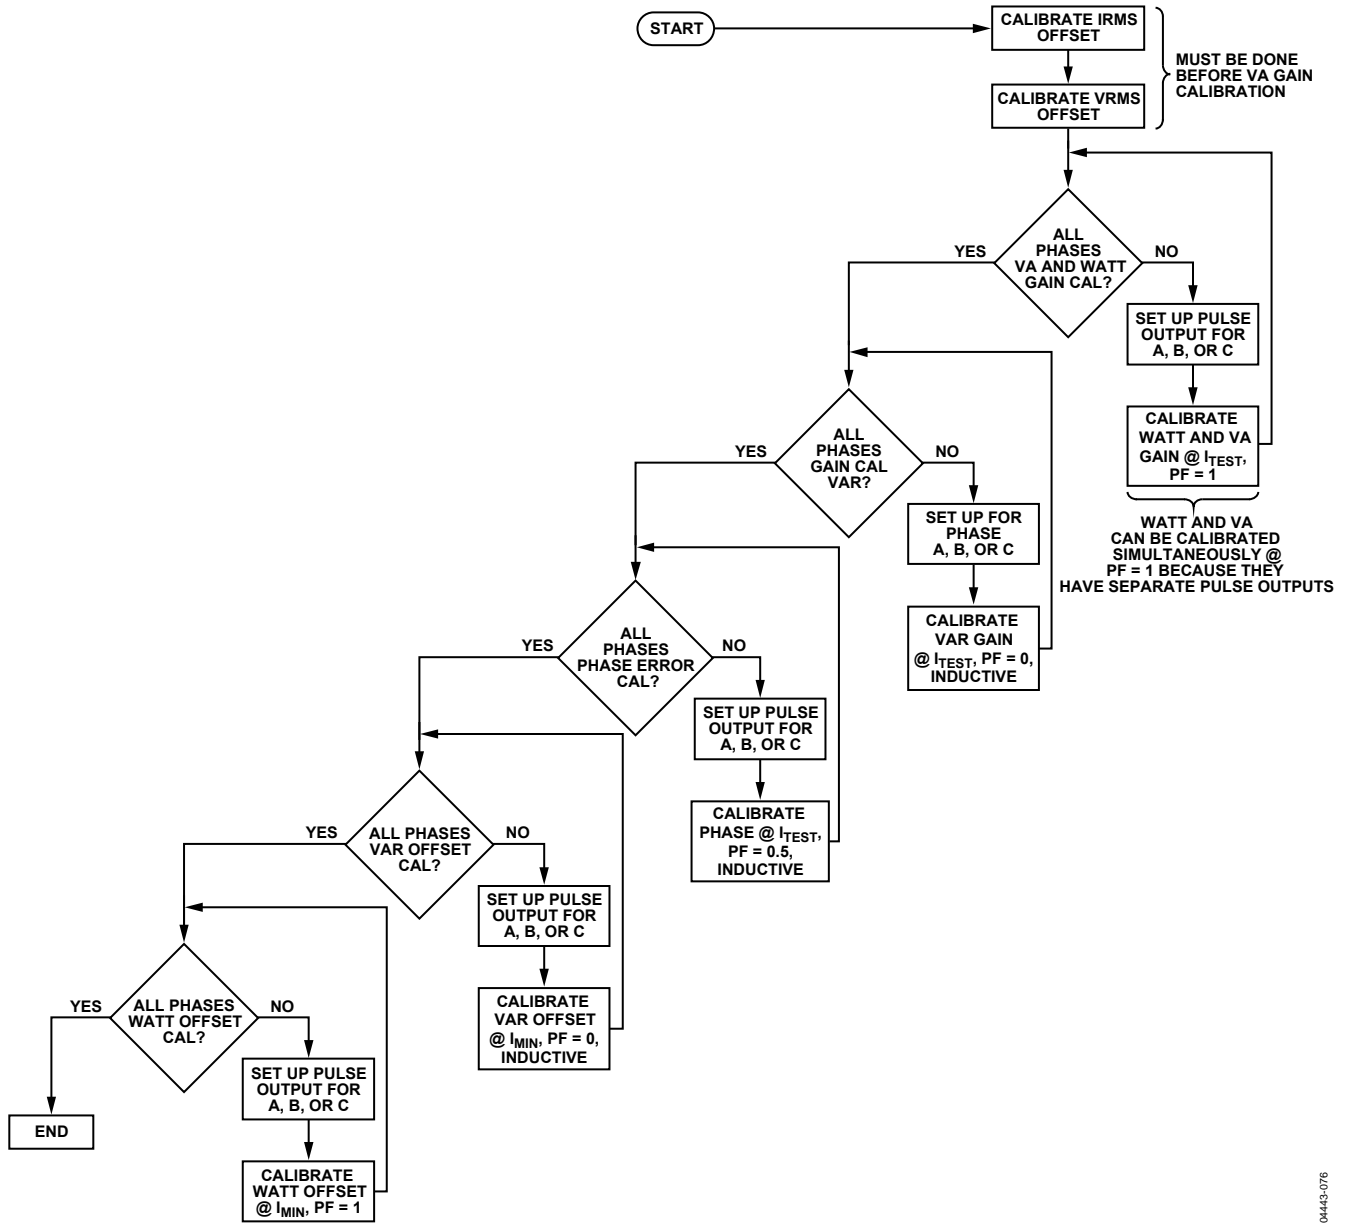 START
CALIBRATE IRMS
OFFSET
MUST BE DONE
BEFORE VA GAIN
CALIBRATION
CALIBRATE VRMS
OFFSET
ALL
PHASES
VA AND WATT
GAIN CAL?
YES
NO
SET UP PULSE
OUTPUT FOR
A, B, OR C
CALIBRATE
WATT AND VA
GAIN @ ITEST,
PF = 1
WATT AND VA
CAN BE CALIBRATED
SIMULTANEOUSLY @
PF = 1 BECAUSE THEY
HAVE SEPARATE PULSE OUTPUTS
ALL
PHASES
GAIN CAL
VAR?
YES
NO
SET UP FOR
PHASE
A, B, OR C
CALIBRATE
VAR GAIN
@ ITEST, PF = 0,
INDUCTIVE
ALL
PHASES
PHASE ERROR
CAL?
YES
NO
SET UP PULSE
OUTPUT FOR
A, B, OR C
CALIBRATE
PHASE @ ITEST,
PF = 0.5,
INDUCTIVE
ALL PHASES
VAR OFFSET
CAL?
YES
NO
SET UP PULSE
OUTPUT FOR
A, B, OR C
CALIBRATE
VAR OFFSET
@ IMIN, PF = 0,
INDUCTIVE
ALL PHASES
WATT OFFSET
CAL?
YES
NO
SET UP PULSE
OUTPUT FOR
A, B, OR C
CALIBRATE
WATT OFFSET
@ IMIN, PF = 1
END
04443-076